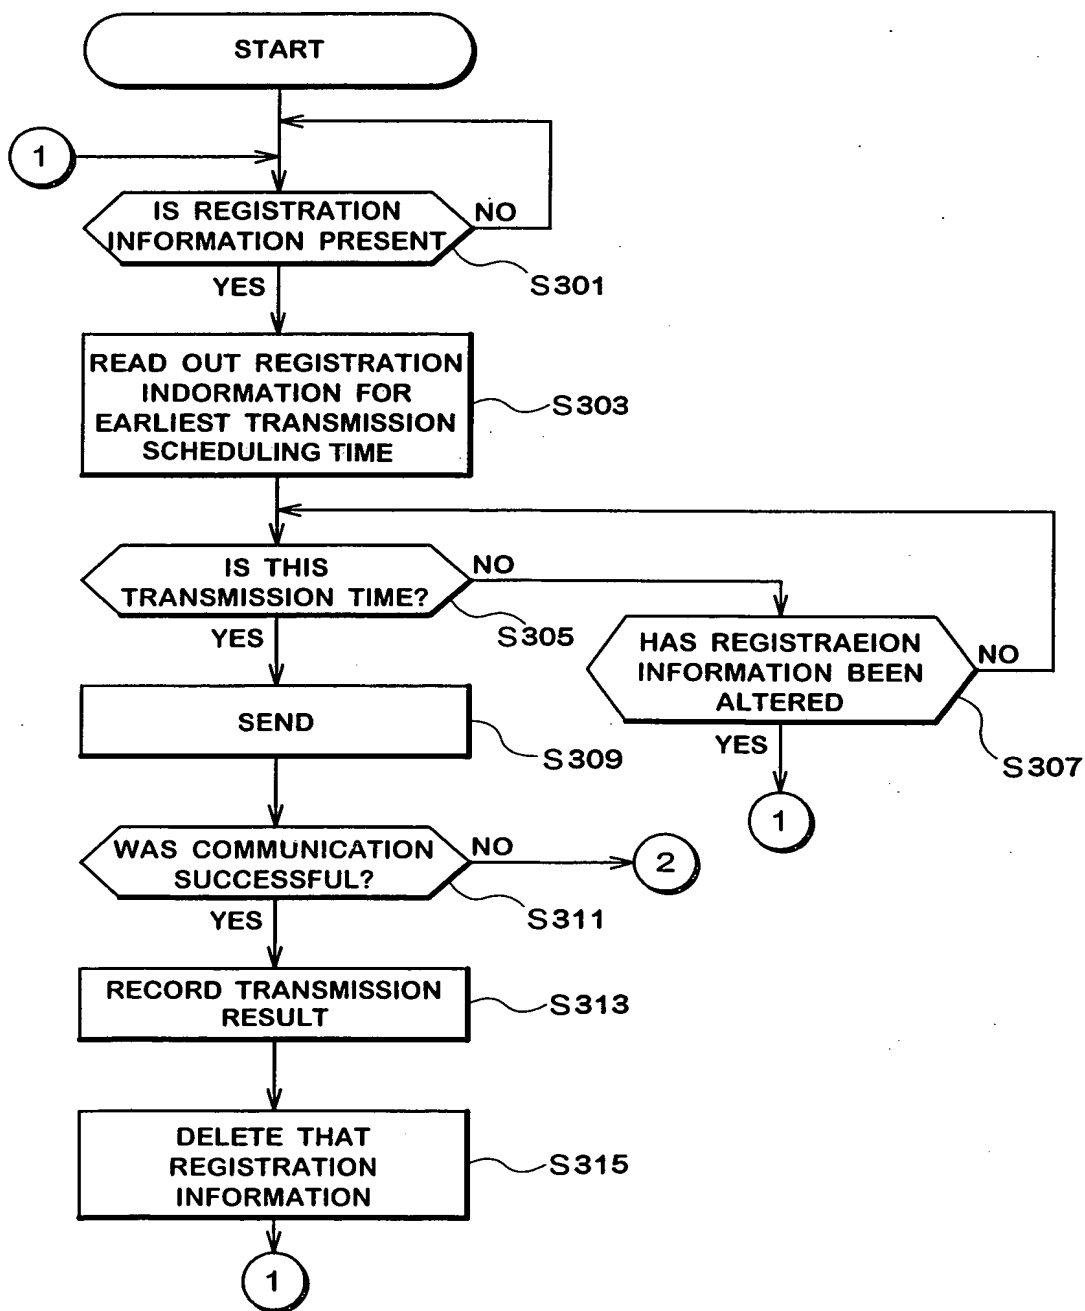 START
1
IS REGISTRATION
INFORMATION PRESENT
NO
YES
S301
READ OUT REGISTRATION
INDORMATION FOR
EARLIEST TRANSMISSION
SCHEDULING TIME
S303
IS THIS
TRANSMISSION TIME?
NO
YES
S305
HAS REGISTRAEION
INFORMATION BEEN
ALTERED
NO
YES
S307
1
SEND
S309
WAS COMMUNICATION
SUCCESSFUL?
NO
2
YES
S311
RECORD TRANSMISSION
RESULT
S313
DELETE THAT
REGISTRATION
INFORMATION
S315
1